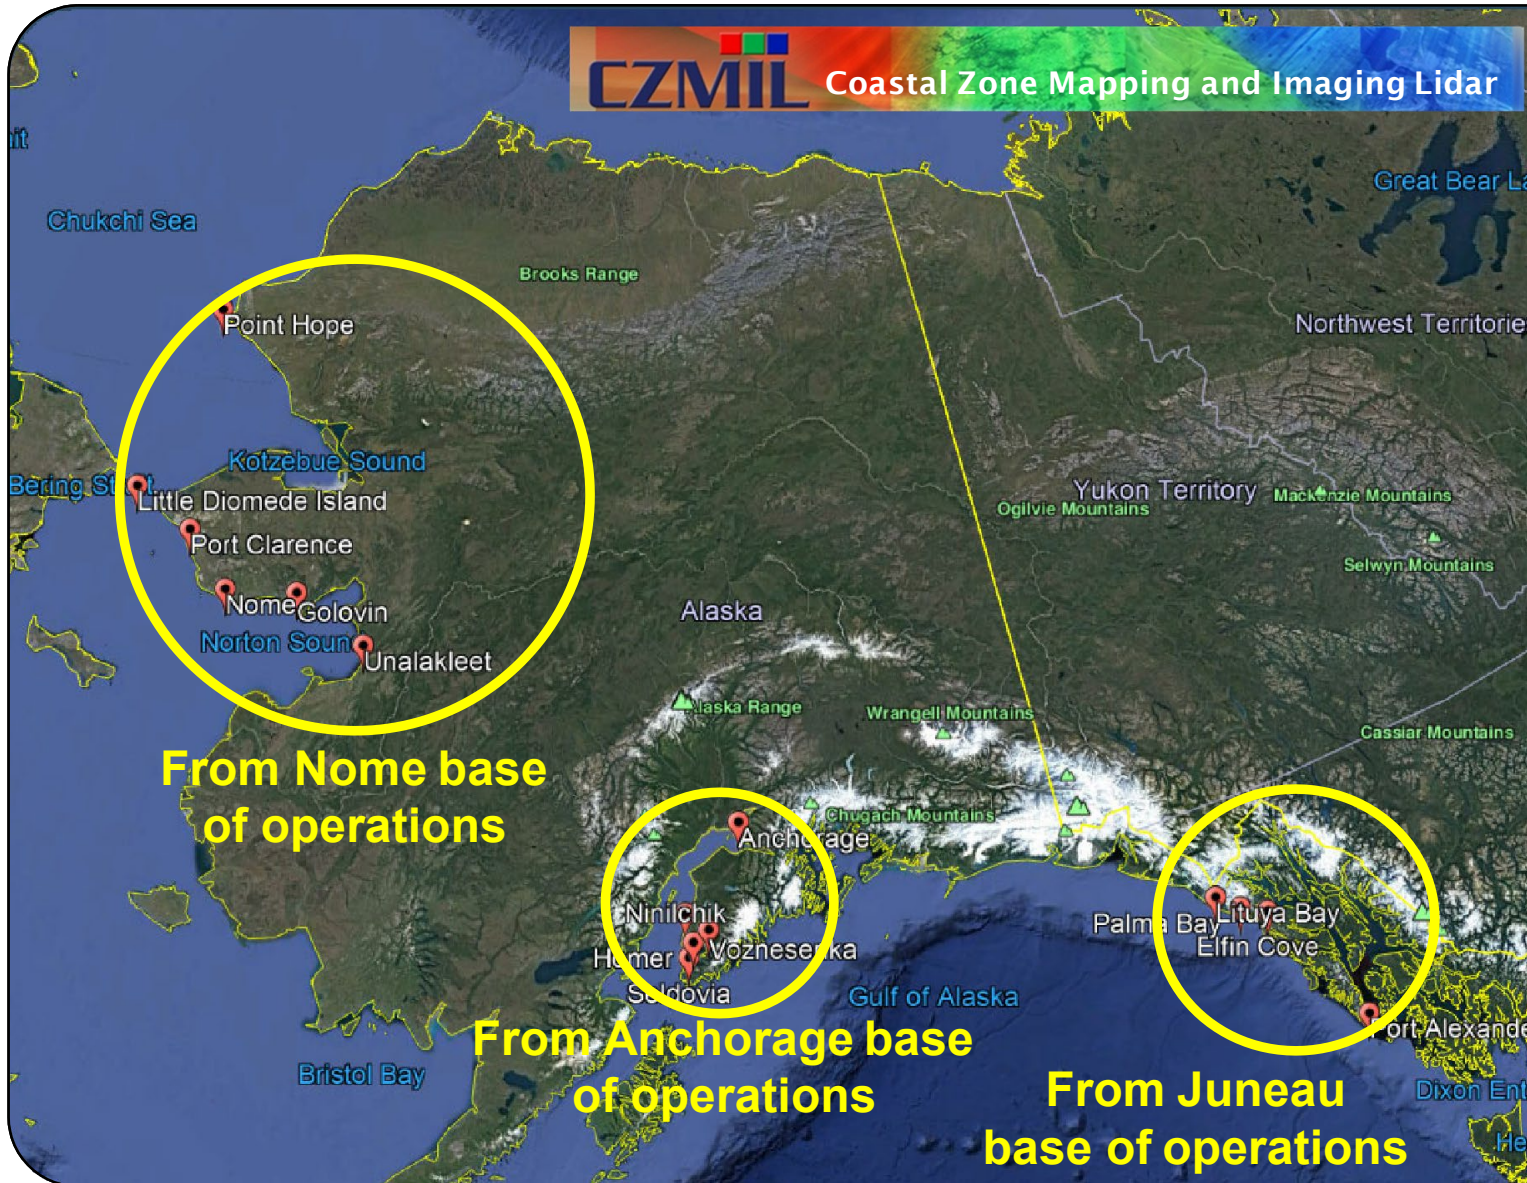 CZMIL Coastal Zone Mapping and Imaging Lidar
it
Great Bear La
Chukchi Sea
Brooks Range
Point Hope
Northwest Territorie
Kotzebue Sound
Bering St t
Little Diomede Island
Yukon Territory
Mackenzie Mountains
Ogilvie Mountains
Port Clarence
Selwyn Mountains
Nome
Golovin
Alaska
Norton Soun
Unalakleet
laska Range
Wrangell Mountains
Cassiar Mountains
From Nome base
of operations
Chugach Mountains
Anchorage
Ninilchik
Lituya Bay
Palma Bay
Elfin Cove
Homer
Voznesenka
Seldovia
Gulf of Alaska
Port Alexande
From Anchorage base
of operations
Bristol Bay
From Juneau
base of operations
Dixon Ent
He